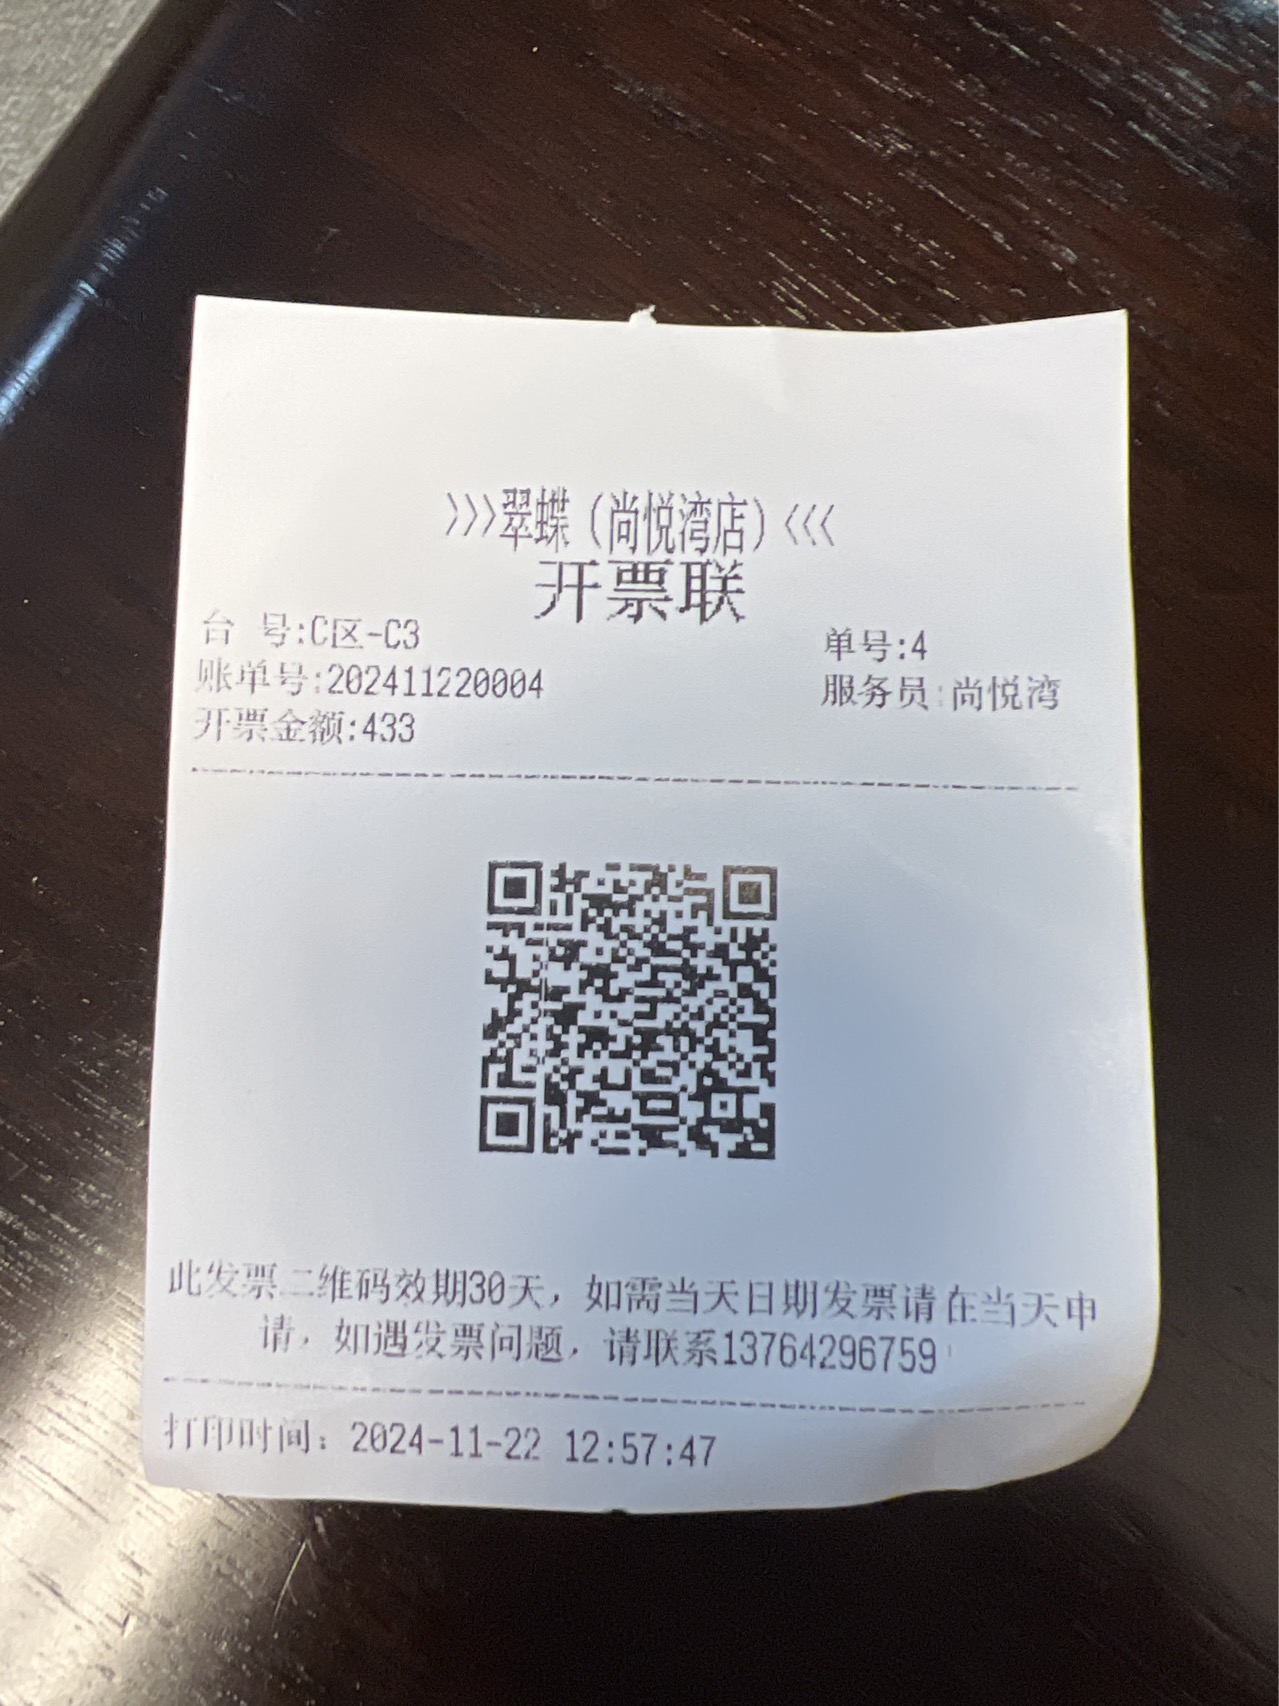 >>>翠蝶(尚悦湾店)<<<
开票联
台 号:C区-C3 单号:4
账单号:202411220004 服务员:尚悦湾
开票金额:433
此发票二维码效期30天，如需当天日期发票请在当天申
请，如遇发票问题，请联系13764296759
打印时间：2024-11-22 12:57:47